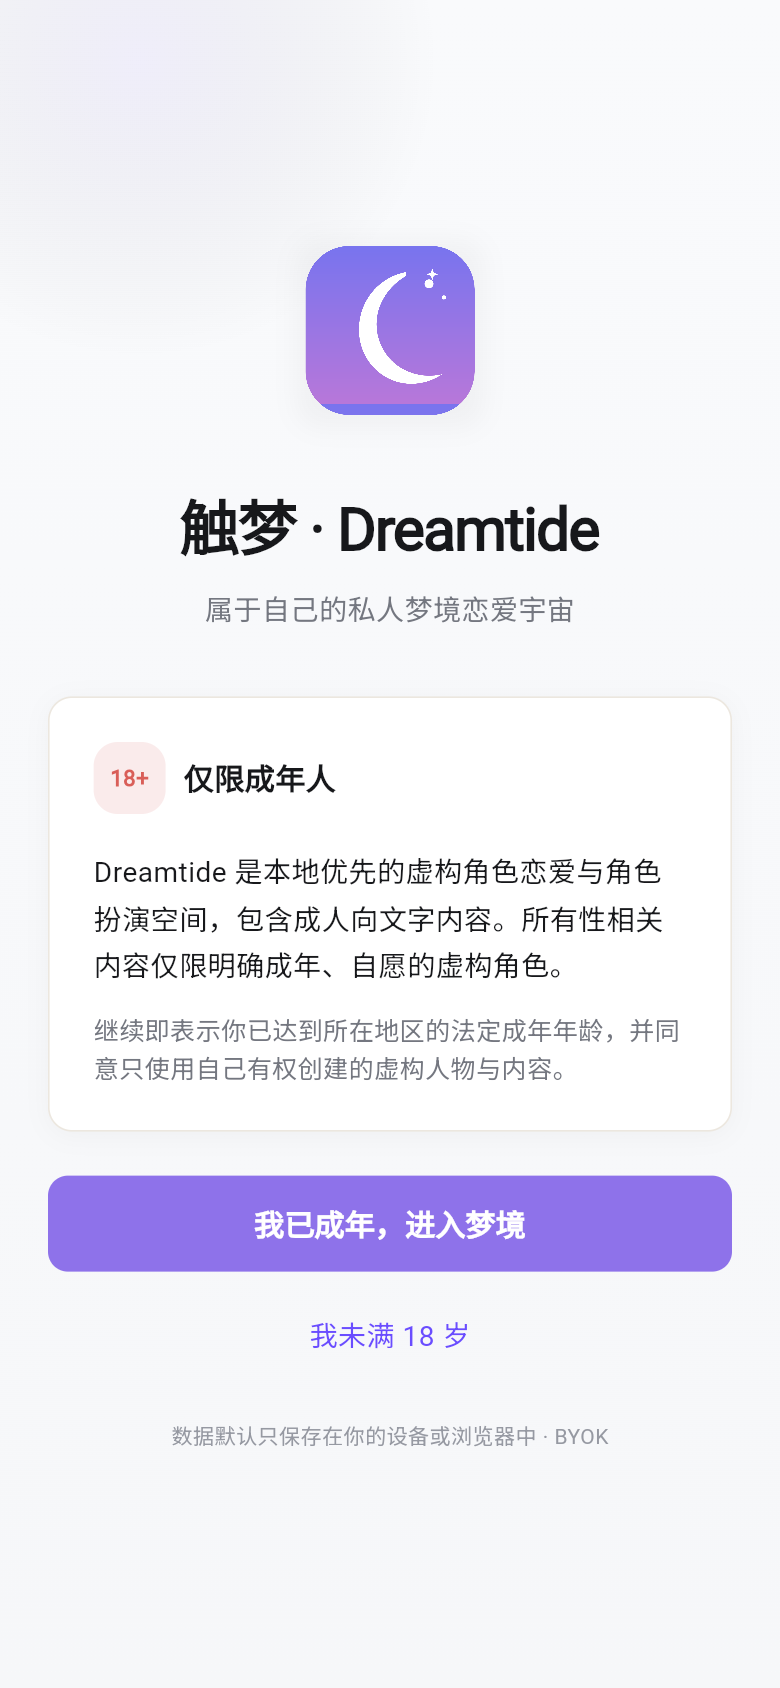 触梦 · Dreamtide
属于自己的私人梦境恋爱宇宙
18+ 仅限成年人
Dreamtide 是本地优先的虚构角色恋爱与角色
扮演空间，包含成人向文字内容。所有性相关
内容仅限明确成年、自愿的虚构角色。
继续即表示你已达到所在地区的法定成年年龄，并同
意只使用自己有权创建的虚构人物与内容。
我已成年，进入梦境
我未满 18 岁
数据默认只保存在你的设备或浏览器中 · BYOK